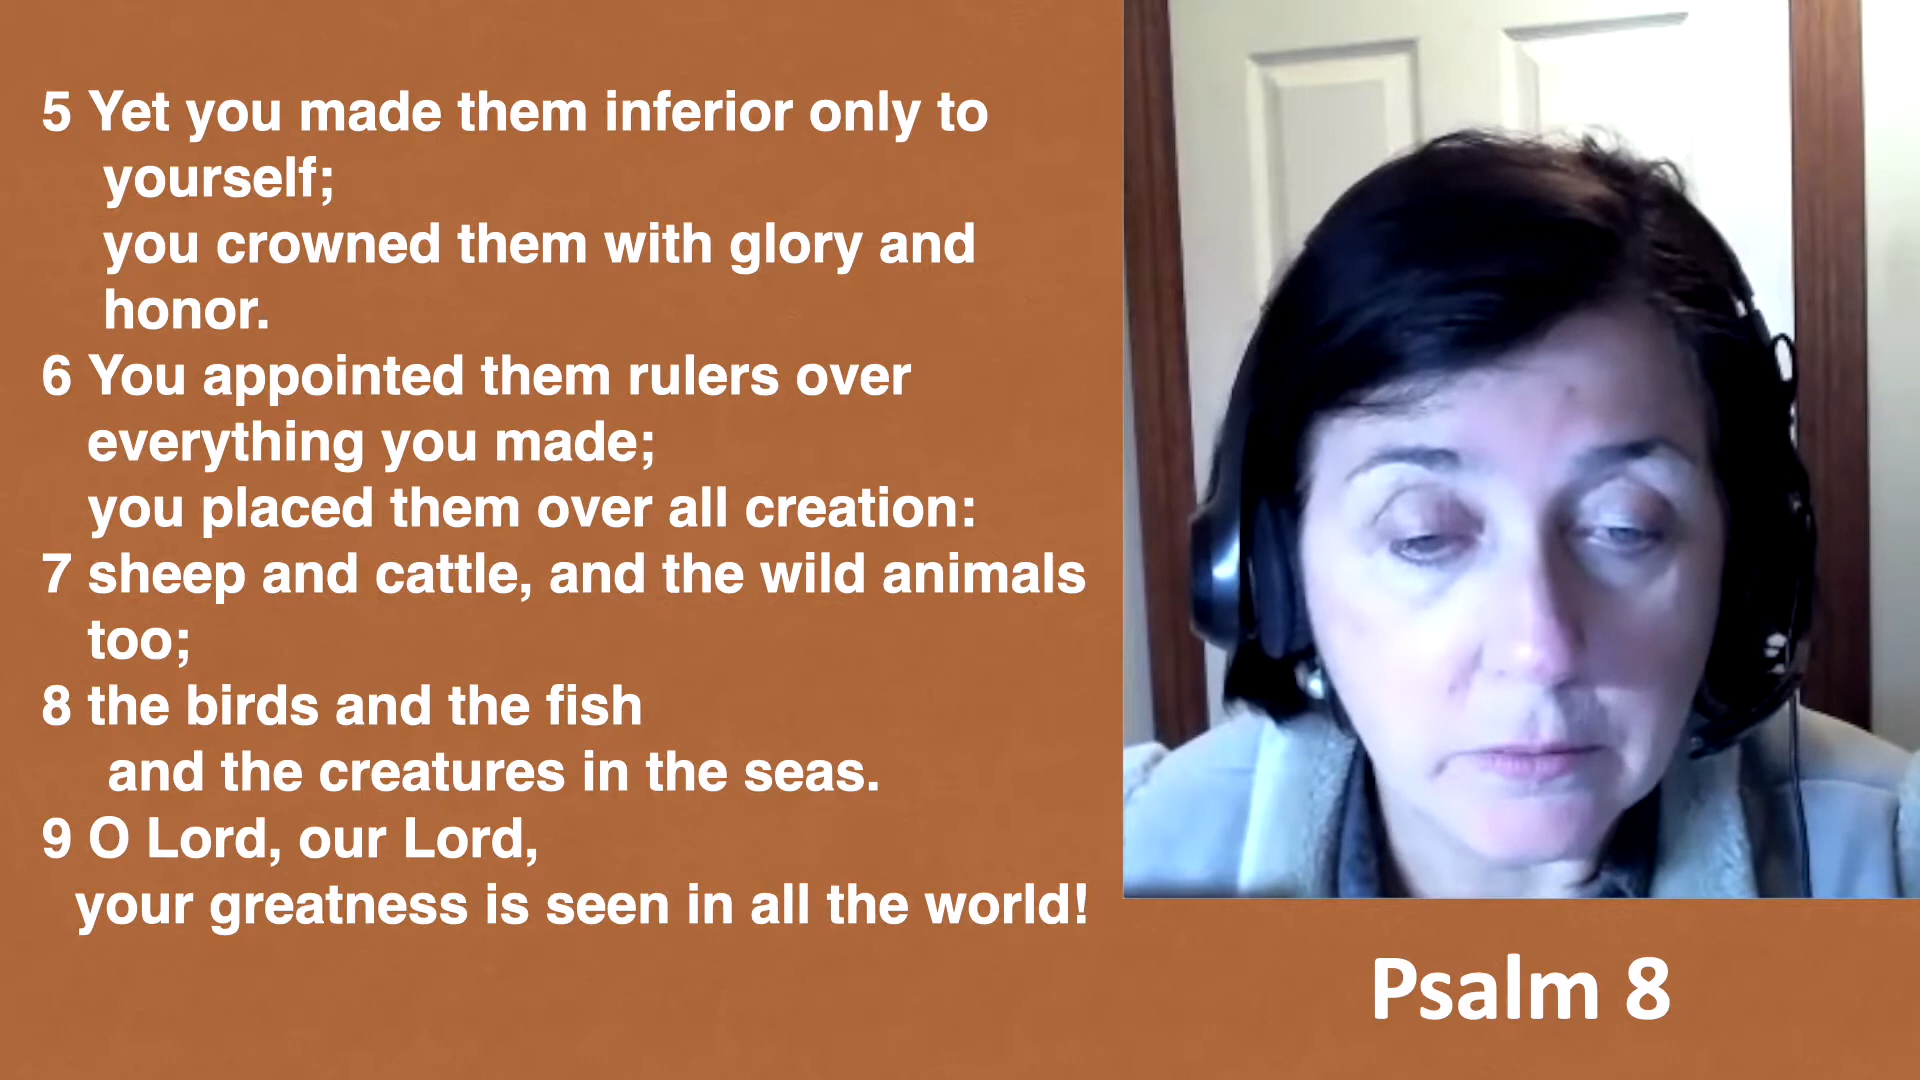 5 Yet you made them inferior only to
yourself;
you crowned them with glory and
honor.
6 You appointed them rulers over
everything you made;
you placed them over all creation:
7 sheep and cattle, and the wild animals
too;
8 the birds and the fish
and the creatures in the seas.
9 O Lord, our Lord,
your greatness is seen in all the world!
Psalm 8